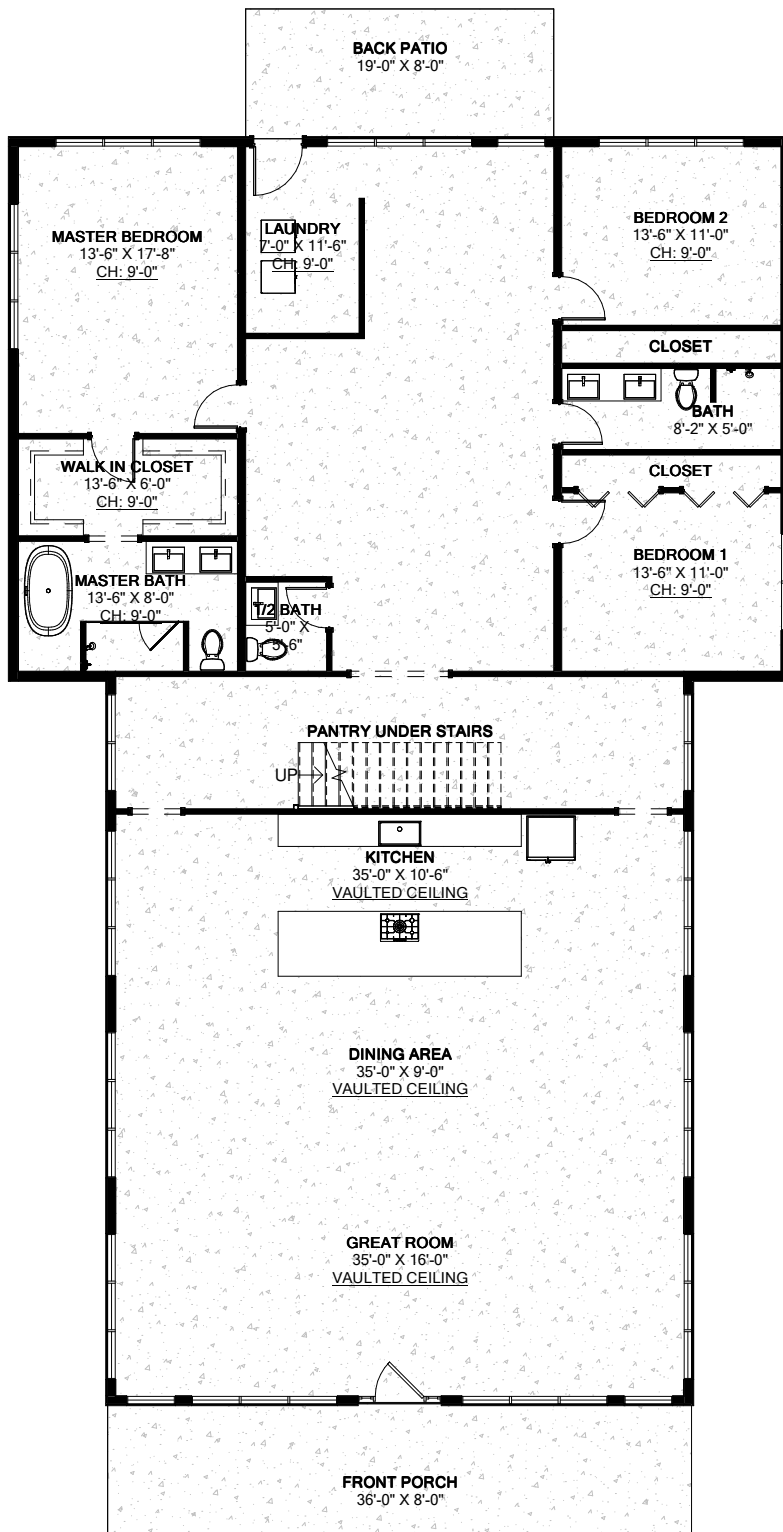 BACK PATIO
19'-0" X 8'-0"
MASTER BEDROOM
13'-6" X 17'-8"
CH: 9'-0"
LAUNDRY
7'-0" X 11'-6"
CH: 9'-0"
BEDROOM 2
13'-6" X 11'-0"
CH: 9'-0"
CLOSET
BATH
8'-2" X 5'-0"
WALK IN CLOSET
13'-6" X 6'-0"
CH: 9'-0"
CLOSET
BEDROOM 1
13'-6" X 11'-0"
CH: 9'-0"
MASTER BATH
13'-6" X 8'-0"
CH: 9'-0"
1/2 BATH
5'-0" X
5'-6"
PANTRY UNDER STAIRS
UP
KITCHEN
35'-0" X 10'-6"
VAULTED CEILING
DINING AREA
35'-0" X 9'-0"
VAULTED CEILING
GREAT ROOM
35'-0" X 16'-0"
VAULTED CEILING
FRONT PORCH
36'-0" X 8'-0"